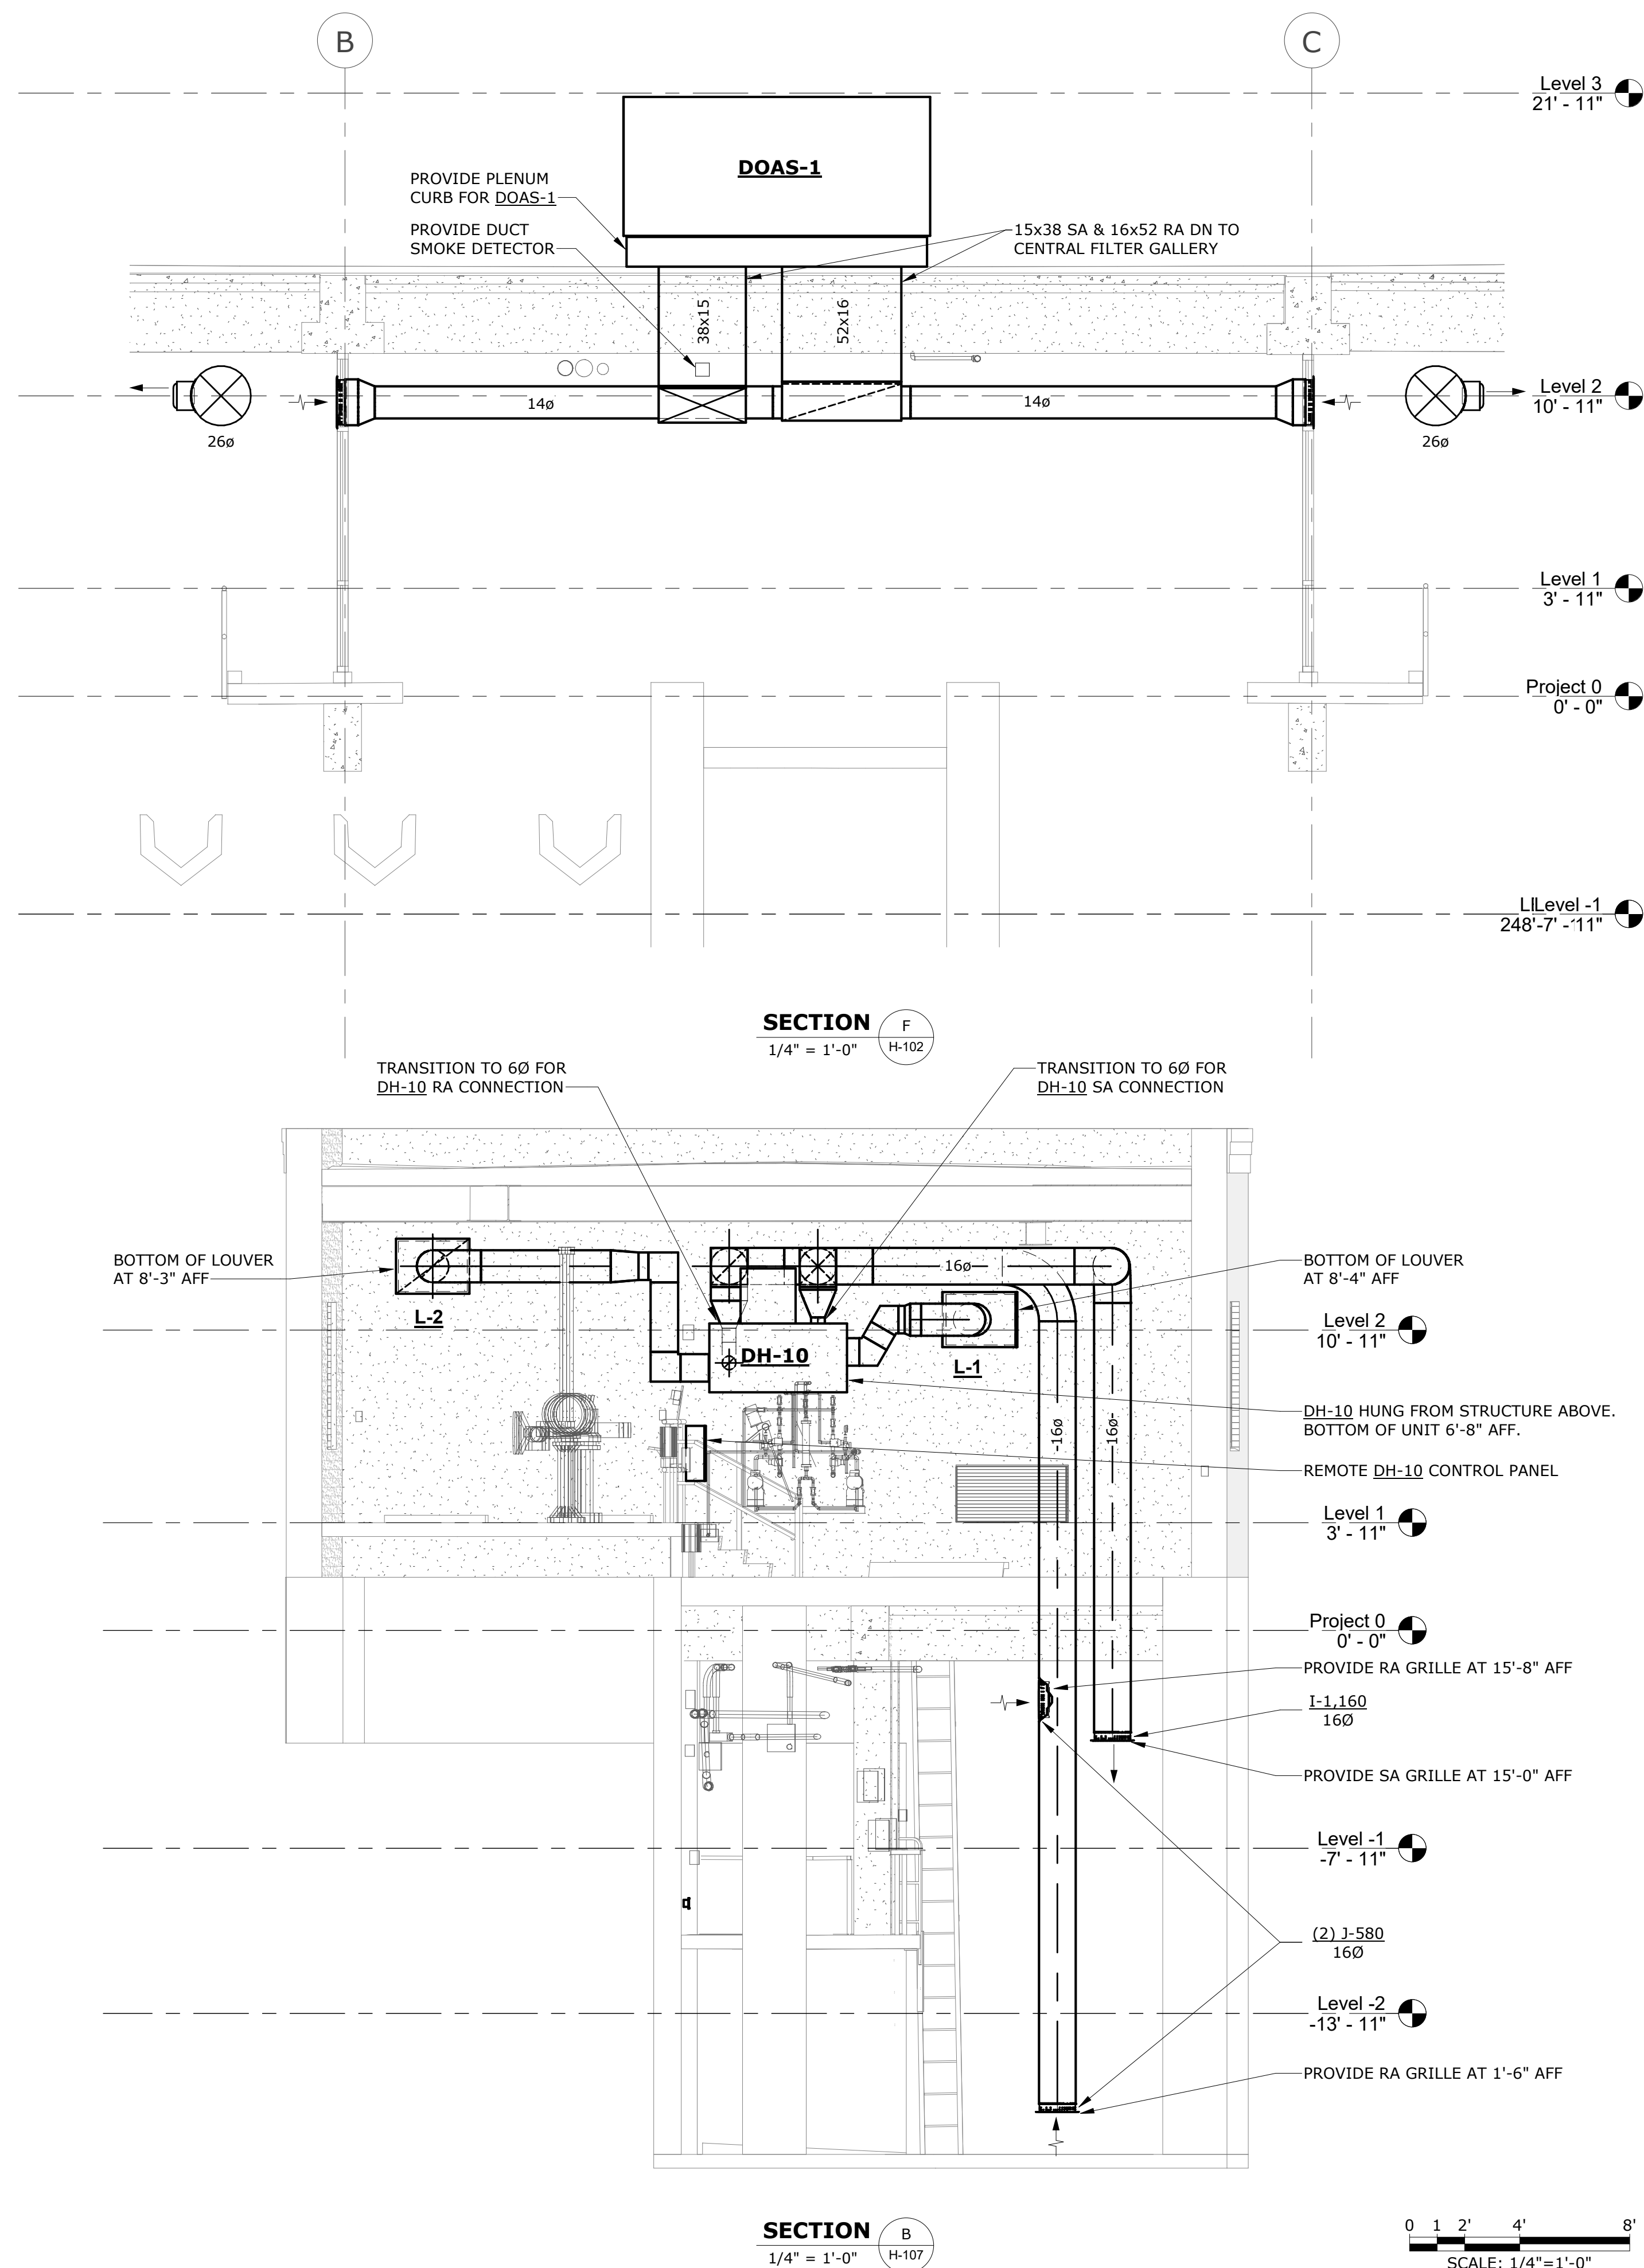 B
C
Level 3
21' - 11"
DOAS-1
PROVIDE PLENUM
CURB FOR DOAS-1
PROVIDE DUCT
SMOKE DETECTOR
15x38 SA & 16x52 RA DN TO
CENTRAL FILTER GALLERY
38x15
52x16
14ø
14ø
26ø
26ø
Level 2
10' - 11"
Level 1
3' - 11"
Project 0
0' - 0"
Level -1
SECTION
1/4" = 1'-0"
F
H-102
TRANSITION TO 6Ø FOR
DH-10 RA CONNECTION
TRANSITION TO 6Ø FOR
DH-10 SA CONNECTION
BOTTOM OF LOUVER
AT 8'-3" AFF
L-2
16ø
DH-10
L-1
BOTTOM OF LOUVER
AT 8'-4" AFF
Level 2
10' - 11"
DH-10 HUNG FROM STRUCTURE ABOVE.
BOTTOM OF UNIT 6'-8" AFF.
16ø
16ø
REMOTE DH-10 CONTROL PANEL
Level 1
3' - 11"
Project 0
0' - 0"
PROVIDE RA GRILLE AT 15'-8" AFF
I-1,160
16Ø
PROVIDE SA GRILLE AT 15'-0" AFF
Level -1
-7' - 11"
(2) J-580
16Ø
Level -2
-13' - 11"
PROVIDE RA GRILLE AT 1'-6" AFF
SECTION
1/4" = 1'-0"
B
H-107
0 1 2' 4' 8'
SCALE: 1/4"=1'-0"